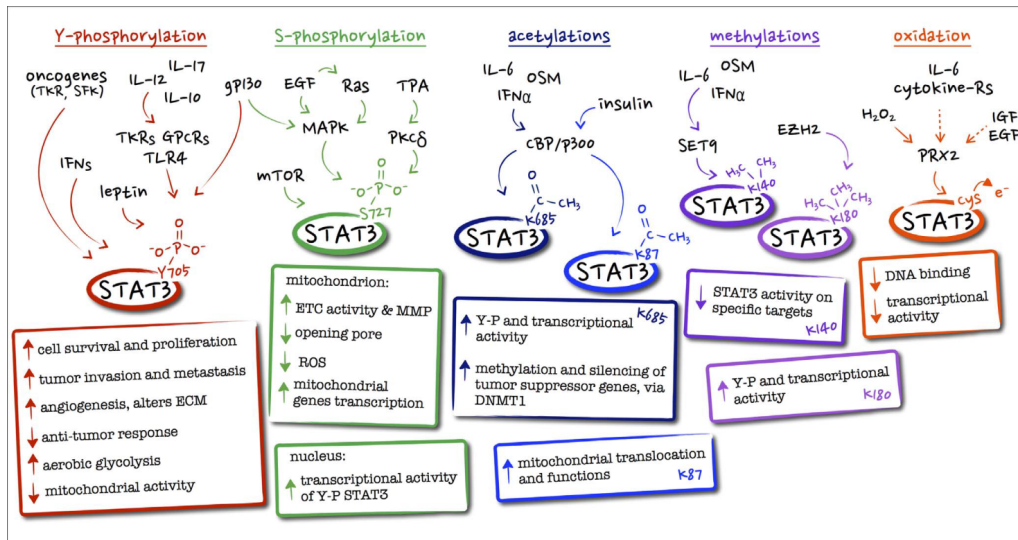 Y-phosphorylation
oncogenes
(TKR, SFK)
IL-12
IL-17
IL-10
gp130
TKRs GPCRs
TLR4
IFNs
leptin
O
O⁻
P
O⁻
Y705
STAT3
↑ cell survival and proliferation
↑ tumor invasion and metastasis
↑ angiogenesis, alters ECM
↓ anti-tumor response
↑ aerobic glycolysis
↓ mitochondrial activity
S-phosphorylation
EGF
Ras
TPA
MAPK
PKCδ
mTOR
O
⁻O
P
O⁻
S727
STAT3
mitochondrion:
↑ ETC activity & MMP
↓ opening pore
↓ ROS
↑ mitochondrial
genes transcription
nucleus:
↑ transcriptional activity
of Y-P STAT3
acetylations
IL-6
OSM
IFNα
insulin
CBP/p300
O
C
CH₃
K685
STAT3
O
C
CH₃
K87
STAT3
K685
↑ Y-P and transcriptional
activity
↑ methylation and silencing of
tumor suppressor genes, via
DNMT1
↑ mitochondrial translocation
and functions
K87
methylations
IL-6
OSM
IFNα
SET9
EZH2
H₃C
CH₃
K140
STAT3
H₃C
CH₃
CH₃
K180
STAT3
↓ STAT3 activity on
specific targets
K140
↑ Y-P and transcriptional
activity
K180
oxidation
IL-6
cytokine-Rs
H₂O₂
IGF
EGF
PRX2
cys
e⁻
STAT3
↓ DNA binding
↓ transcriptional
activity